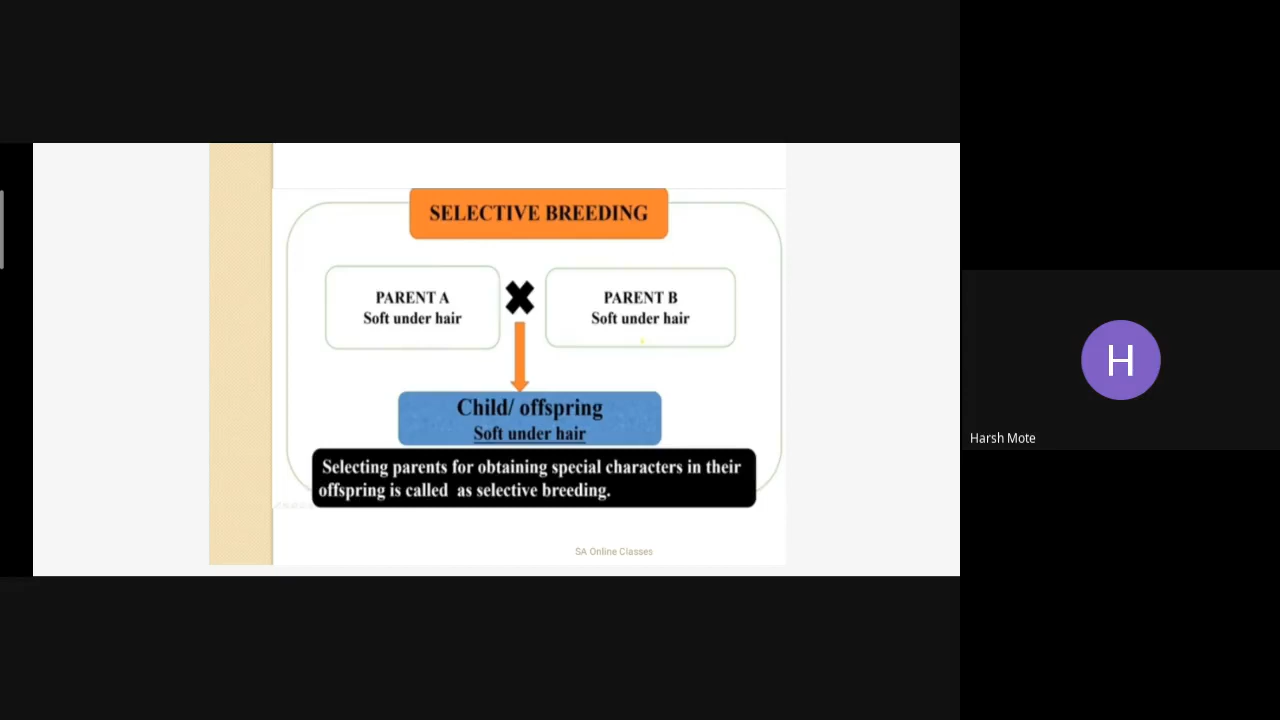 SELECTIVE BREEDING
PARENT A
Soft under hair
PARENT B
Soft under hair
Child/ offspring
Soft under hair
Selecting parents for obtaining special characters in their
offspring is called as selective breeding.
SA Online Classes
H
Harsh Mote